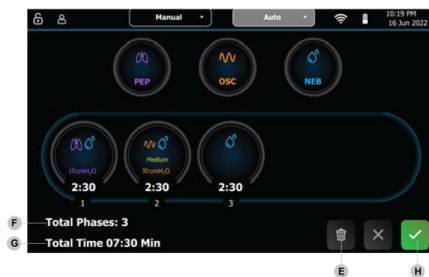 Manual
Auto
10:19 PM
16 Jun 2022
PEP
OSC
NEB
10 cmH₂O
2:30
1
Medium
30 cmH₂O
2:30
2
2:30
3
F
Total Phases: 3
G
Total Time 07:30 Min
E
H